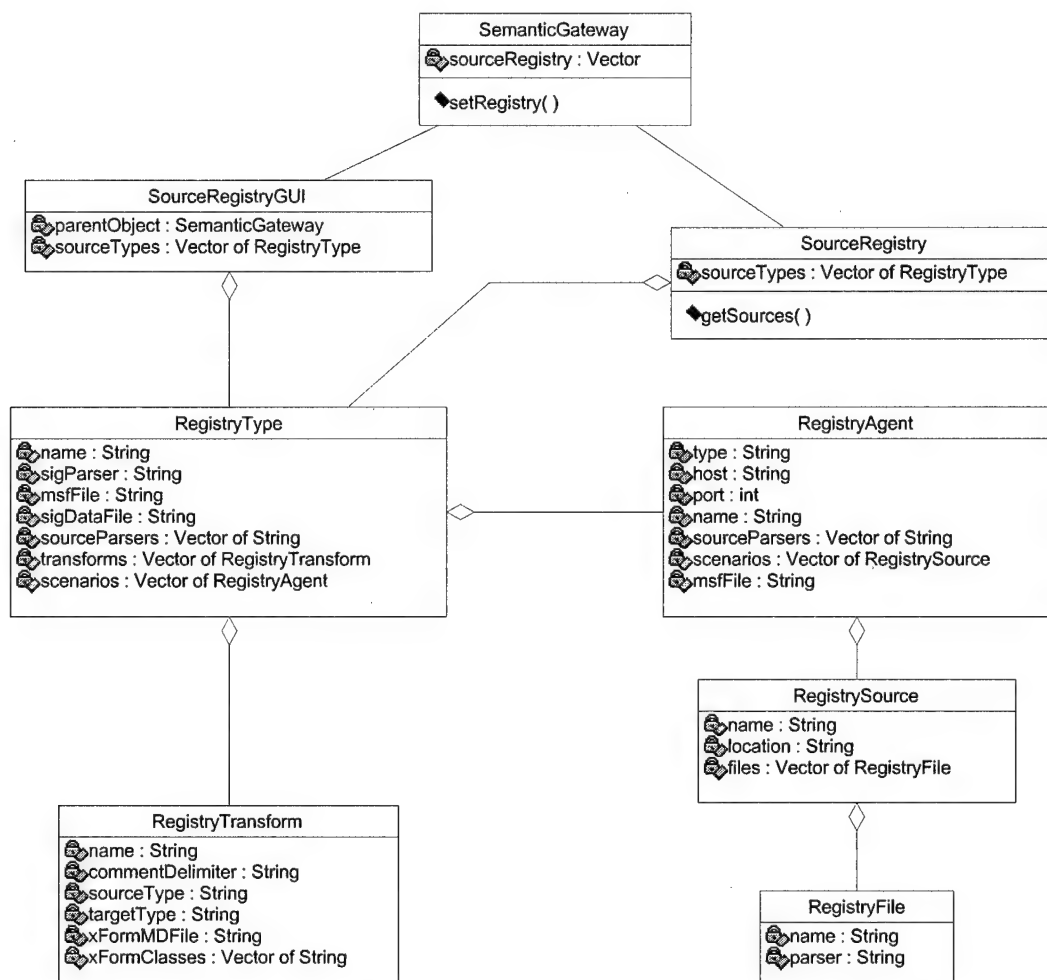 SemanticGateway
sourceRegistry : Vector
setRegistry( )
SourceRegistryGUI
parentObject : SemanticGateway
sourceTypes : Vector of RegistryType
SourceRegistry
sourceTypes : Vector of RegistryType
getSources( )
RegistryType
name : String
sigParser : String
msfFile : String
sigDataFile : String
sourceParsers : Vector of String
transforms : Vector of RegistryTransform
scenarios : Vector of RegistryAgent
RegistryAgent
type : String
host : String
port : int
name : String
sourceParsers : Vector of String
scenarios : Vector of RegistrySource
msfFile : String
RegistrySource
name : String
location : String
files : Vector of RegistryFile
RegistryTransform
name : String
commentDelimiter : String
sourceType : String
targetType : String
xFormMDFile : String
xFormClasses : Vector of String
RegistryFile
name : String
parser : String